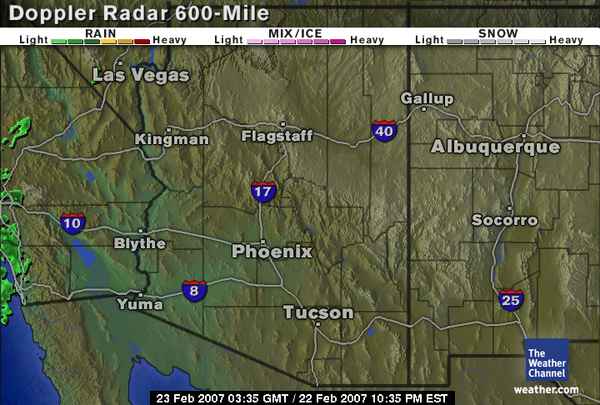 Doppler Radar 600-Mile
RAIN
Light Heavy
MIX/ICE
Light Heavy
SNOW
Light Heavy
Las Vegas
Gallup
Kingman
Flagstaff
40
Albuquerque
17
10
Socorro
Blythe
Phoenix
8
25
Yuma
Tucson
The
Weather
Channel
weather.com
23 Feb 2007 03:35 GMT / 22 Feb 2007 10:35 PM EST